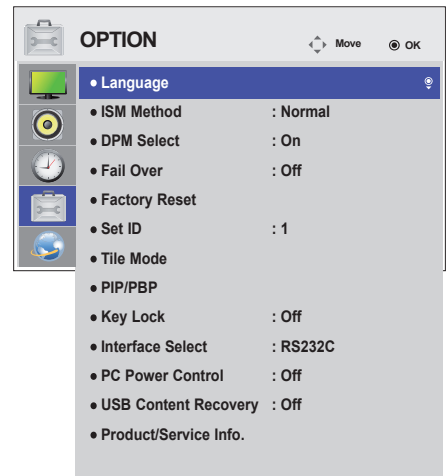 OPTION Move OK
● Language
● ISM Method : Normal
● DPM Select : On
● Fail Over : Off
● Factory Reset
● Set ID : 1
● Tile Mode
● PIP/PBP
● Key Lock : Off
● Interface Select : RS232C
● PC Power Control : Off
● USB Content Recovery : Off
● Product/Service Info.